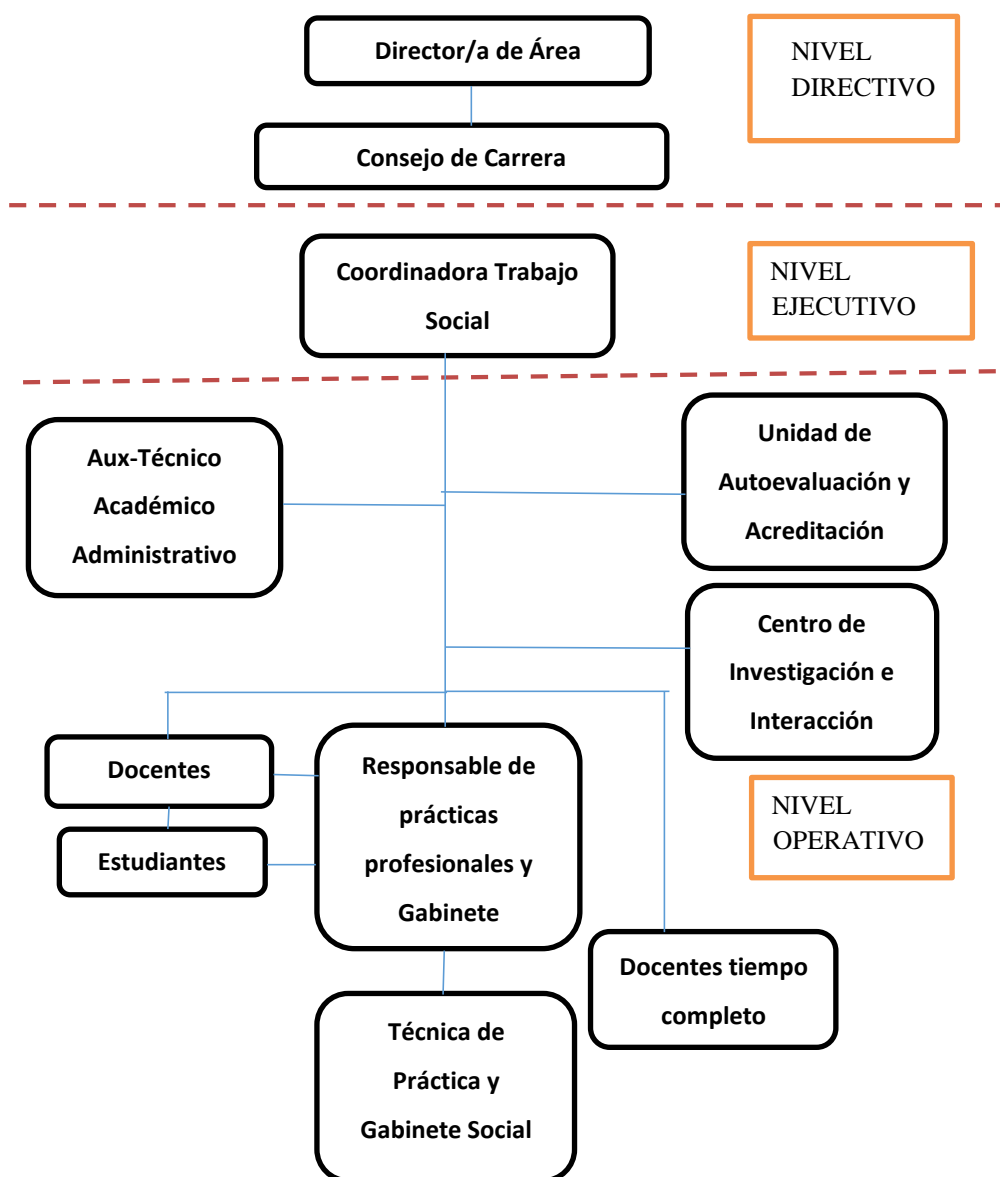 Director/a de Área
NIVEL
DIRECTIVO
Consejo de Carrera
Coordinadora Trabajo
Social
NIVEL
EJECUTIVO
Aux-Técnico
Académico
Administrativo
Unidad de
Autoevaluación y
Acreditación
Centro de
Investigación e
Interacción
Docentes
Estudiantes
Responsable de
prácticas
profesionales y
Gabinete
NIVEL
OPERATIVO
Docentes tiempo
completo
Técnica de
Práctica y
Gabinete Social